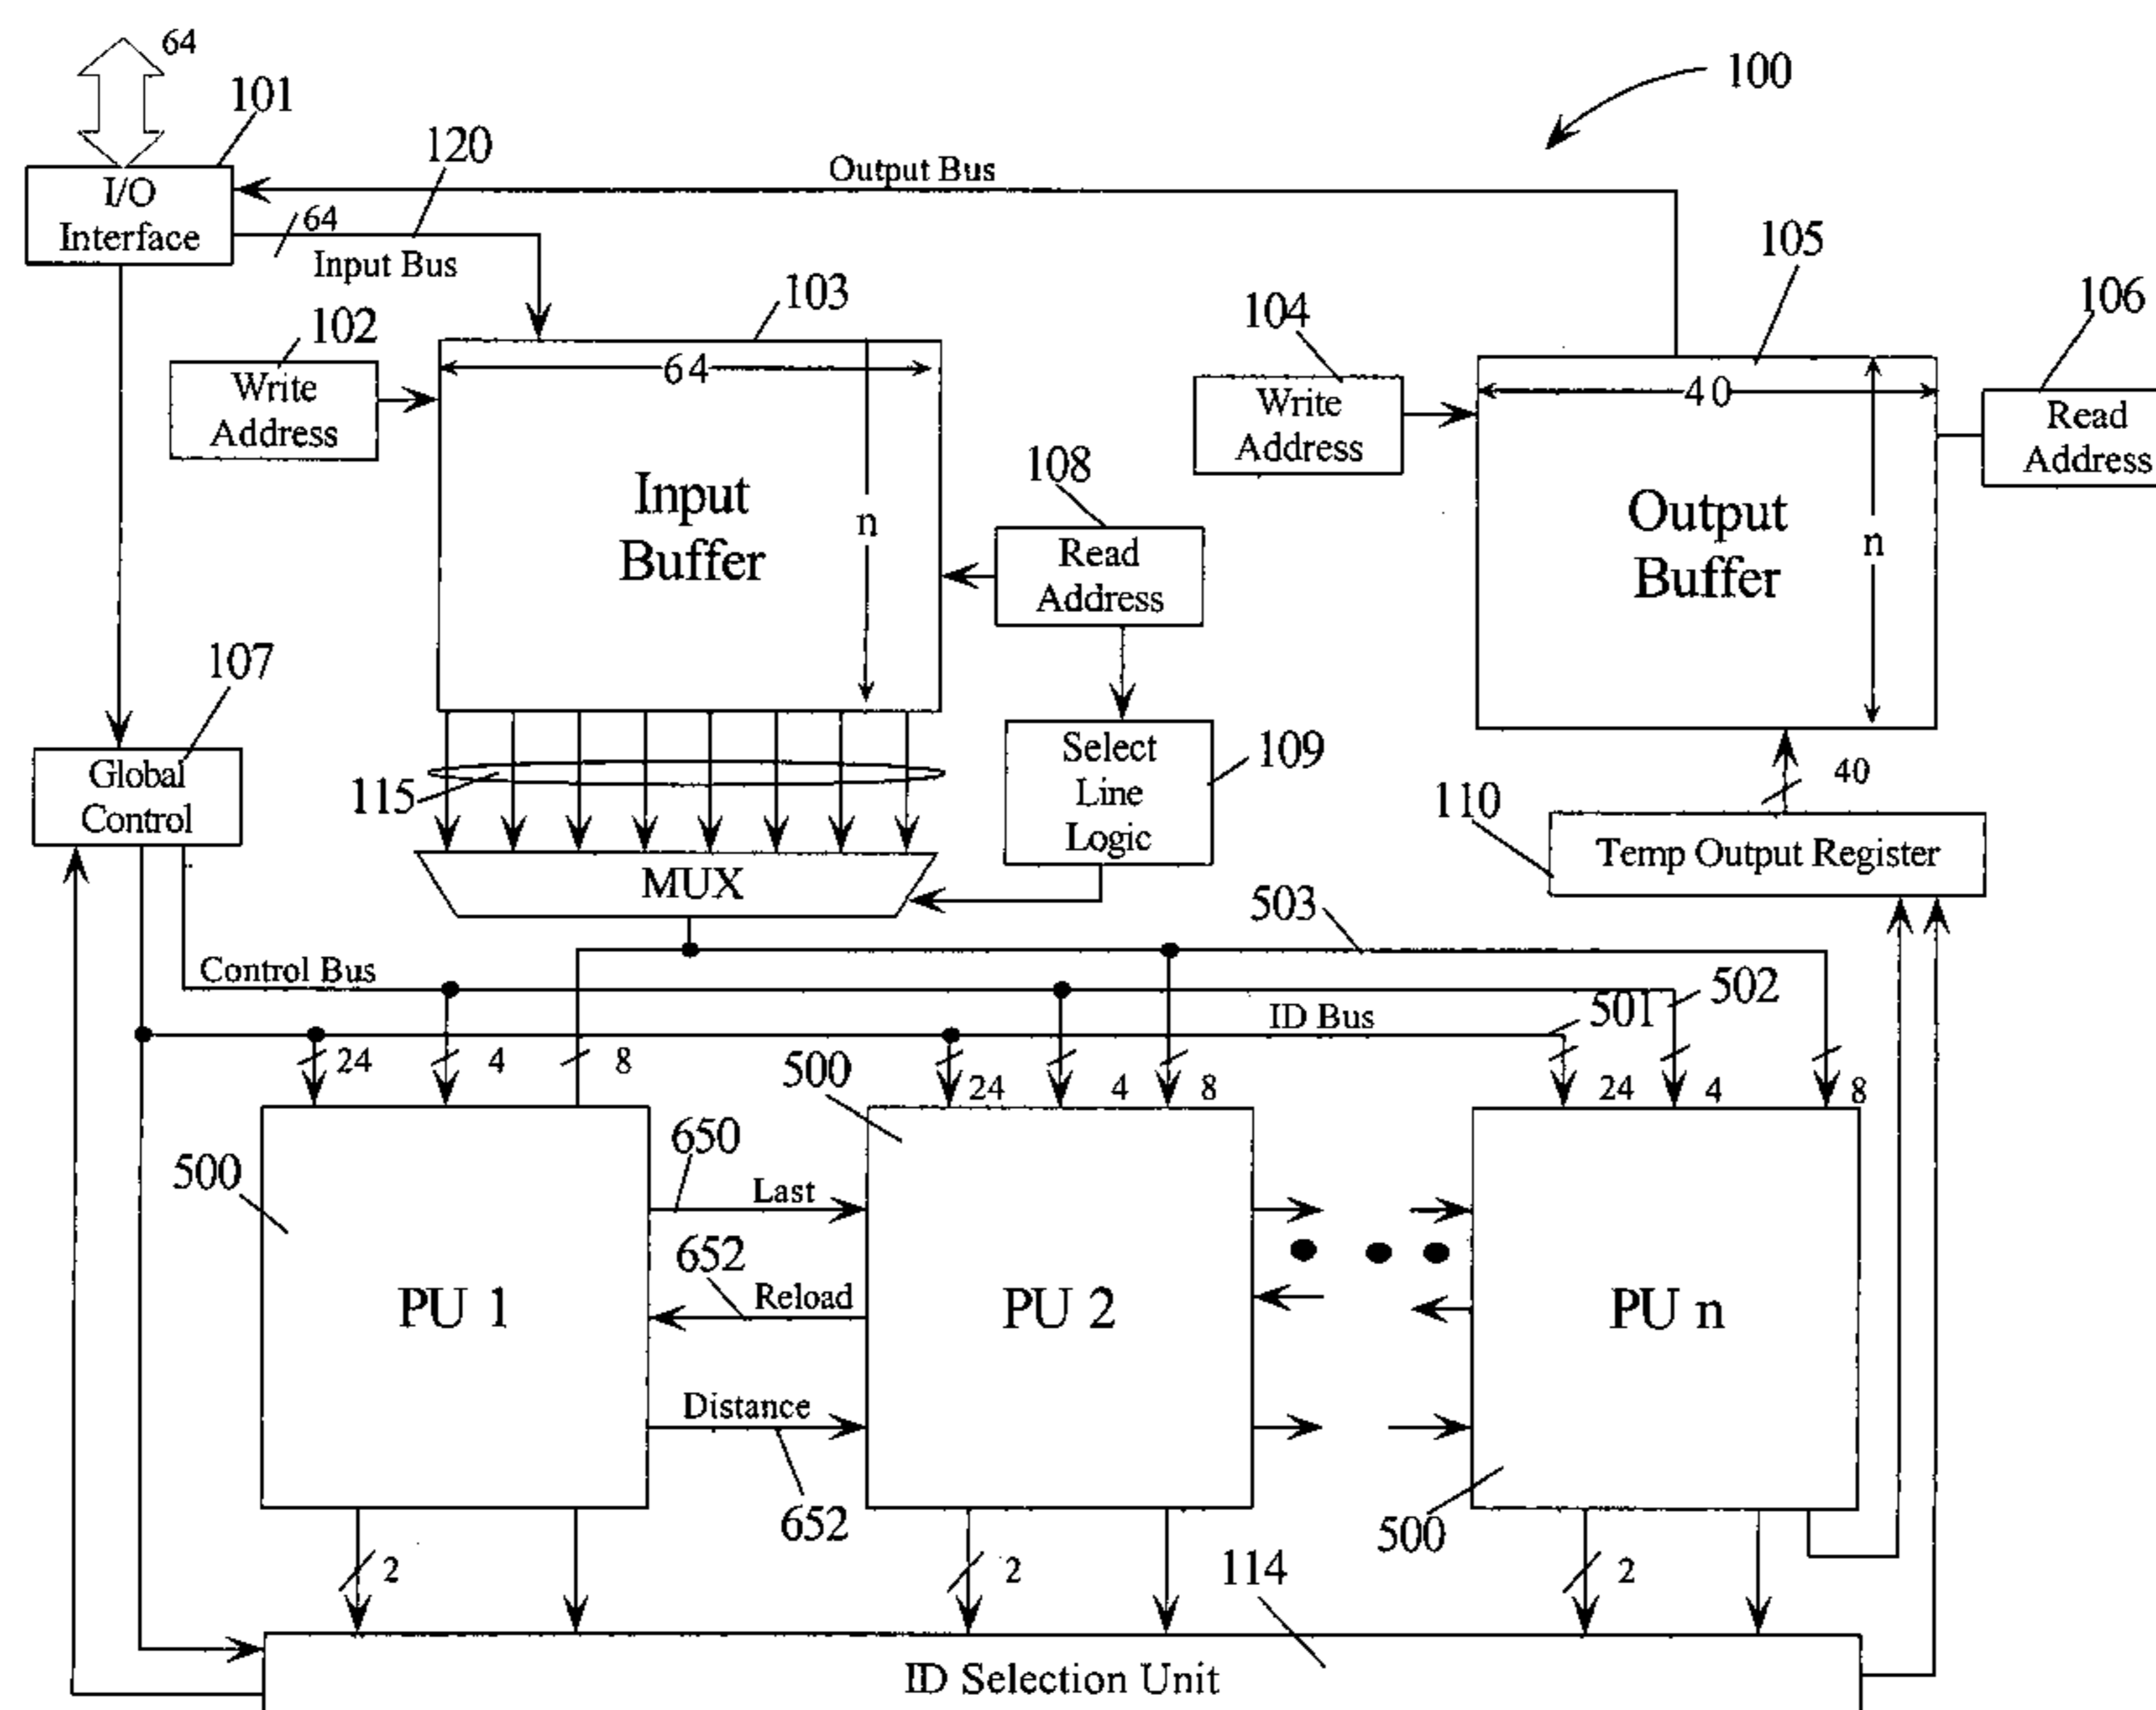 64
101
100
120
Output Bus
I/O
Interface
64
Input Bus
105
103
106
102
104
64
Write
Address
40
Write
Address
Read
Address
108
Input
Buffer
n
Output
Buffer
n
Read
Address
107
Select
Line
Logic
109
Global
Control
115
40
110
Temp Output Register
MUX
503
Control Bus
502
501
ID Bus
24
4
8
500
24
4
8
24
4
8
650
500
Last
652
Reload
PU 1
PU 2
PU n
Distance
652
500
114
2
2
2
ID Selection Unit